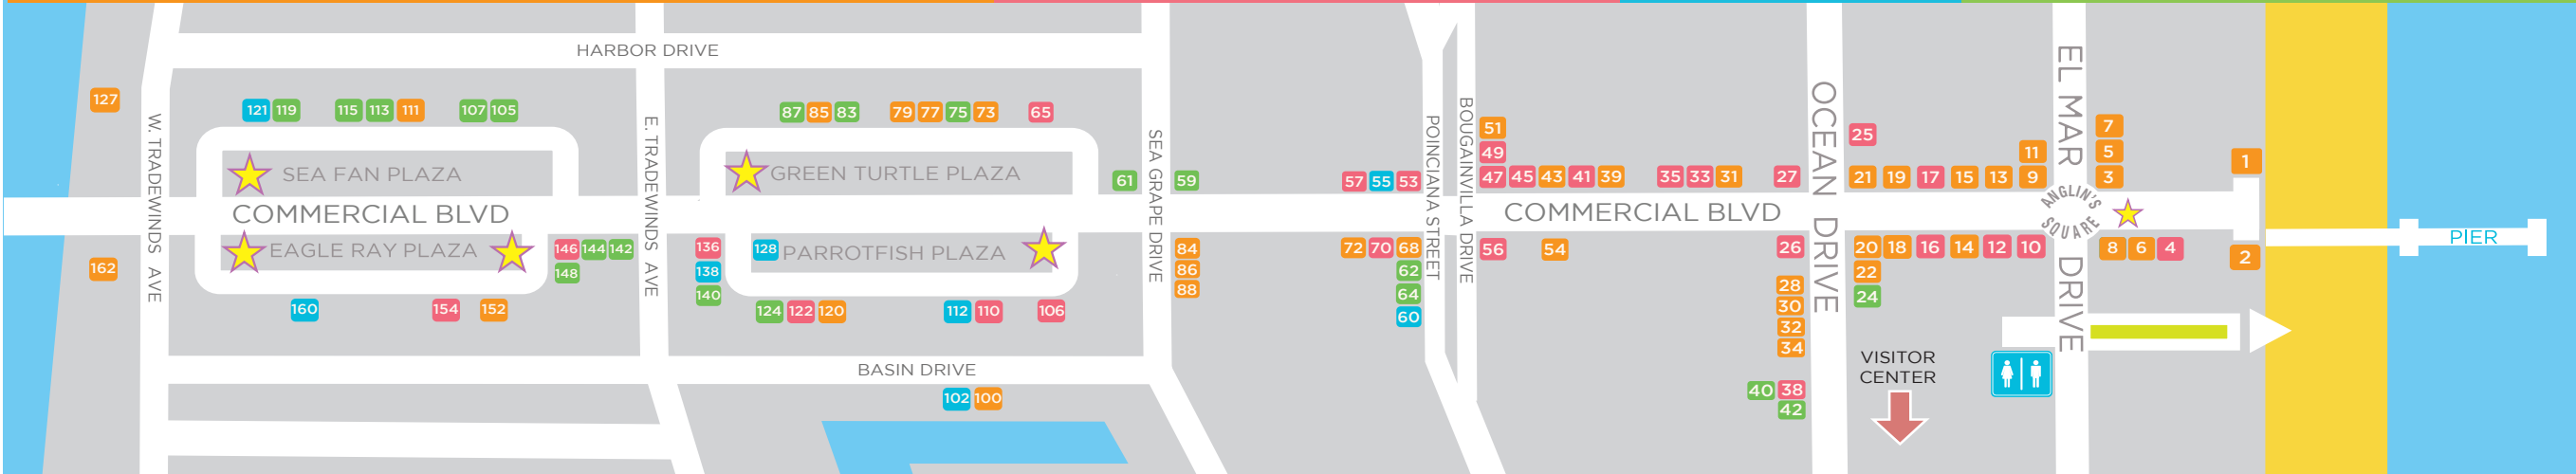 HARBOR DRIVE
127
121 119 115 113 111 107 105
87 85 83 79 77 75 73 65
W. TRADEWINDS AVE
E. TRADEWINDS AVE
SEA GRAPE DRIVE
POINCIANA STREET
BOUGAINVILLA DRIVE
OCEAN DRIVE
EL MAR DRIVE
SEA FAN PLAZA
GREEN TURTLE PLAZA
61 59
57 55 53
51
49
47 45 43 41 39 35 33 31 27
25
21 19 17 15 13 9
11
7
5
3
1
COMMERCIAL BLVD
COMMERCIAL BLVD
ANGLIN'S
SQUARE
PIER
EAGLE RAY PLAZA
PARROTFISH PLAZA
162
146 144 142
148
136
138
140
128
84
86
88
72 70 68
62
64
60
56 54 26
28
30
32
34
40 38
42
20 18 16 14 12 10
22
24
8 6 4
2
160 154 152
124 122 120 112 110 106
VISITOR
CENTER
BASIN DRIVE
102 100